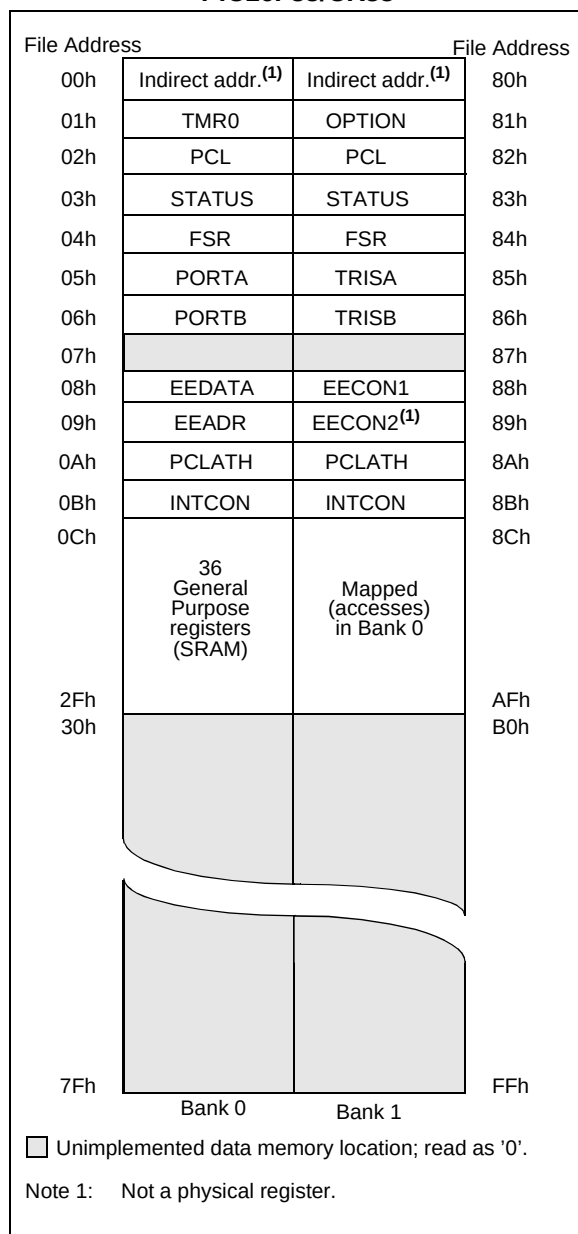 File Address File Address
00h Indirect addr.(1) Indirect addr.(1) 80h
01h TMR0 OPTION 81h
02h PCL PCL 82h
03h STATUS STATUS 83h
04h FSR FSR 84h
05h PORTA TRISA 85h
06h PORTB TRISB 86h
07h 87h
08h EEDATA EECON1 88h
09h EEADR EECON2(1) 89h
0Ah PCLATH PCLATH 8Ah
0Bh INTCON INTCON 8Bh
0Ch 8Ch
36
General
Purpose
registers
(SRAM)
Mapped
(accesses)
in Bank 0
2Fh AFh
30h B0h
7Fh FFh
Bank 0 Bank 1
Unimplemented data memory location; read as ’0’.
Note 1: Not a physical register.